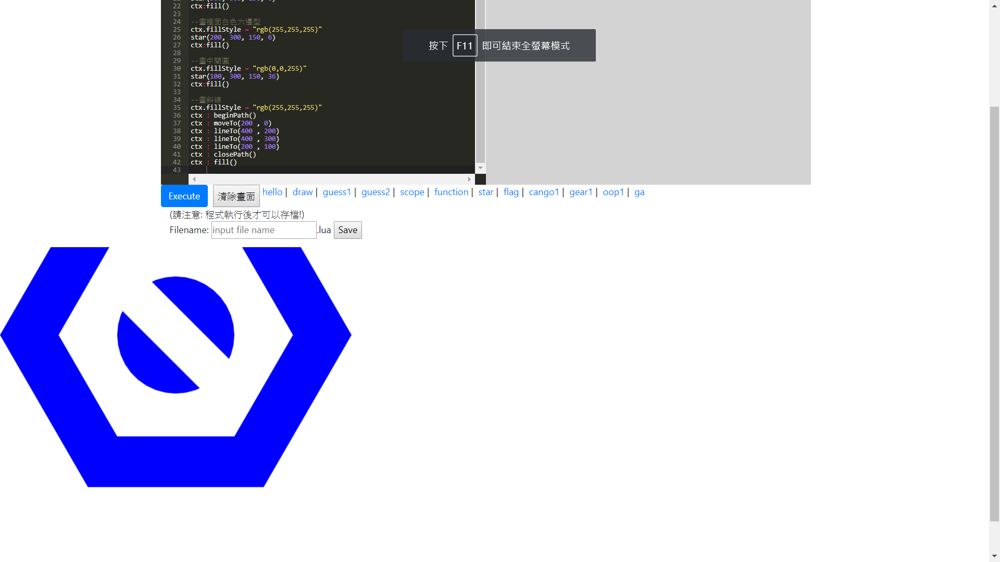 22 ctx:fill()
23
24 --畫裡面白色六邊型
25 ctx.fillStyle = "rgb(255,255,255)"
26 star(200, 300, 150, 6)
27 ctx:fill()
28
29 --畫中間圓
30 ctx.fillStyle = "rgb(0,0,255)"
31 star(100, 300, 150, 36)
32 ctx:fill()
33
34 --畫斜線
35 ctx.fillStyle = "rgb(255,255,255)"
36 ctx : beginPath()
37 ctx : moveTo(200 , 0)
38 ctx : lineTo(400 , 200)
39 ctx : lineTo(400 , 300)
40 ctx : lineTo(200 , 100)
41 ctx : closePath()
42 ctx : fill()
43
按下 F11 即可結束全螢幕模式
Execute 清除畫面 hello | draw | guess1 | guess2 | scope | function | star | flag | cango1 | gear1 | oop1 | ga
(請注意: 程式執行後才可以存檔!)
Filename: input file name .lua Save